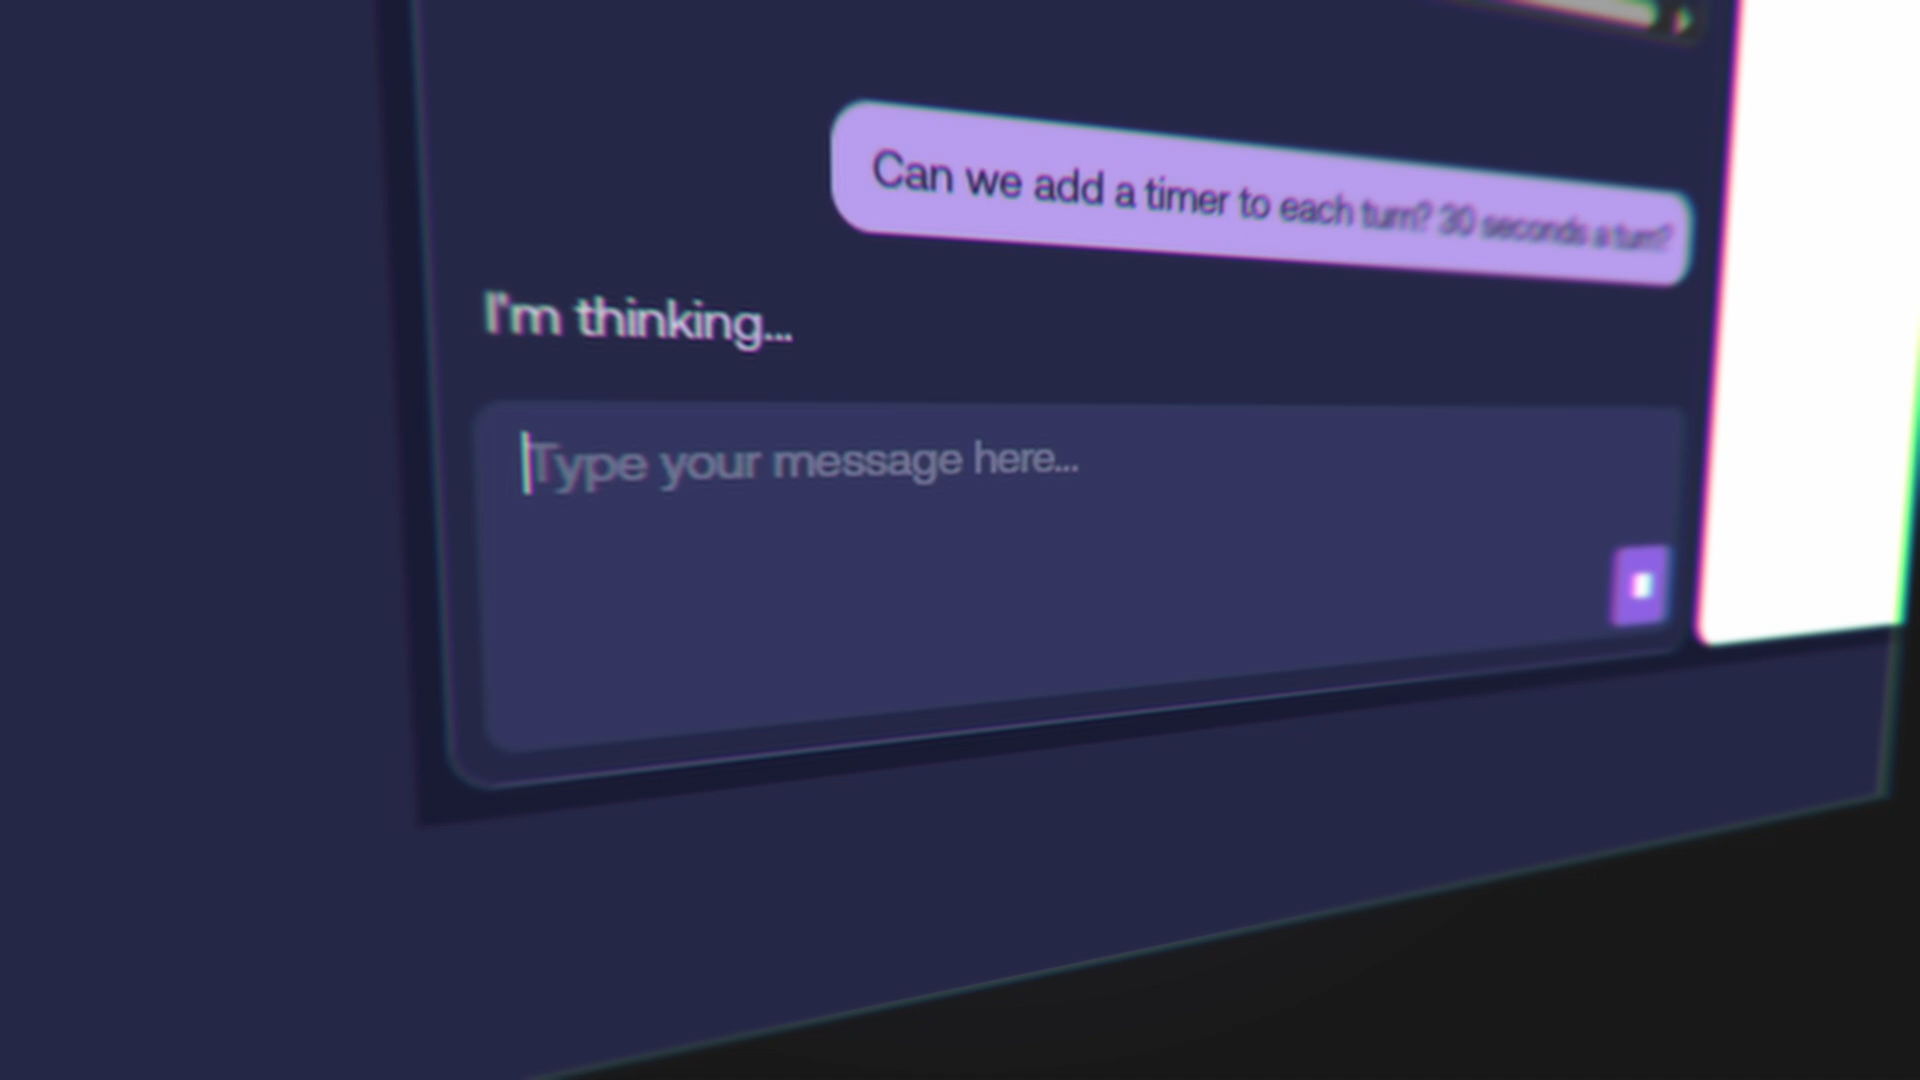 Can we add a timer to each turn? 30 seconds a turn?
I'm thinking...
Type your message here...